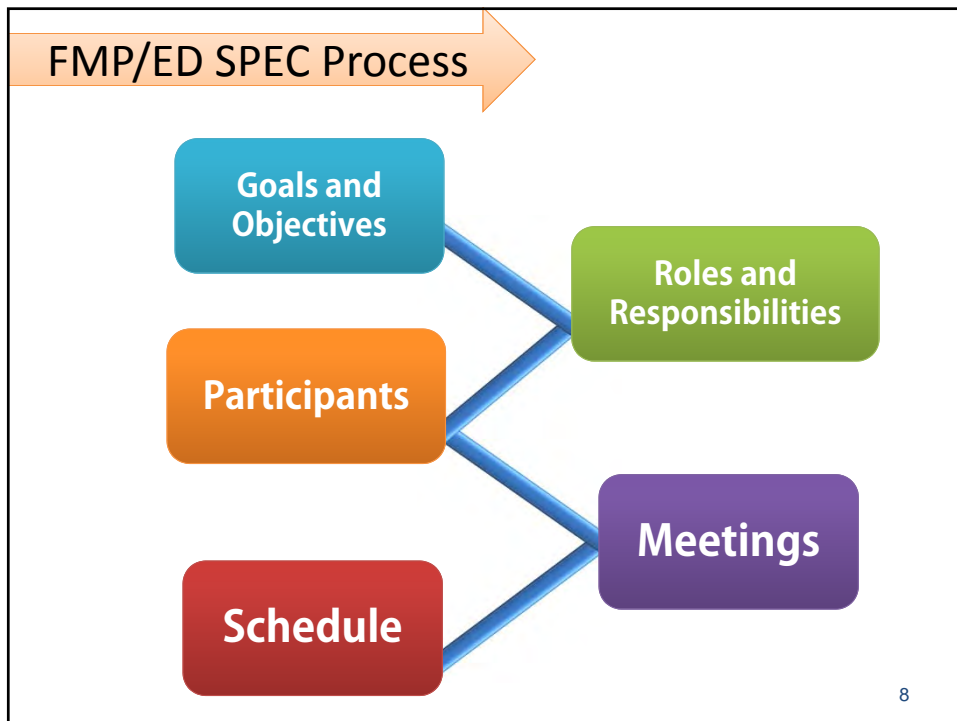 FMP/ED SPEC Process
Goals and
Objectives
Roles and
Responsibilities
Participants
Meetings
Schedule
8